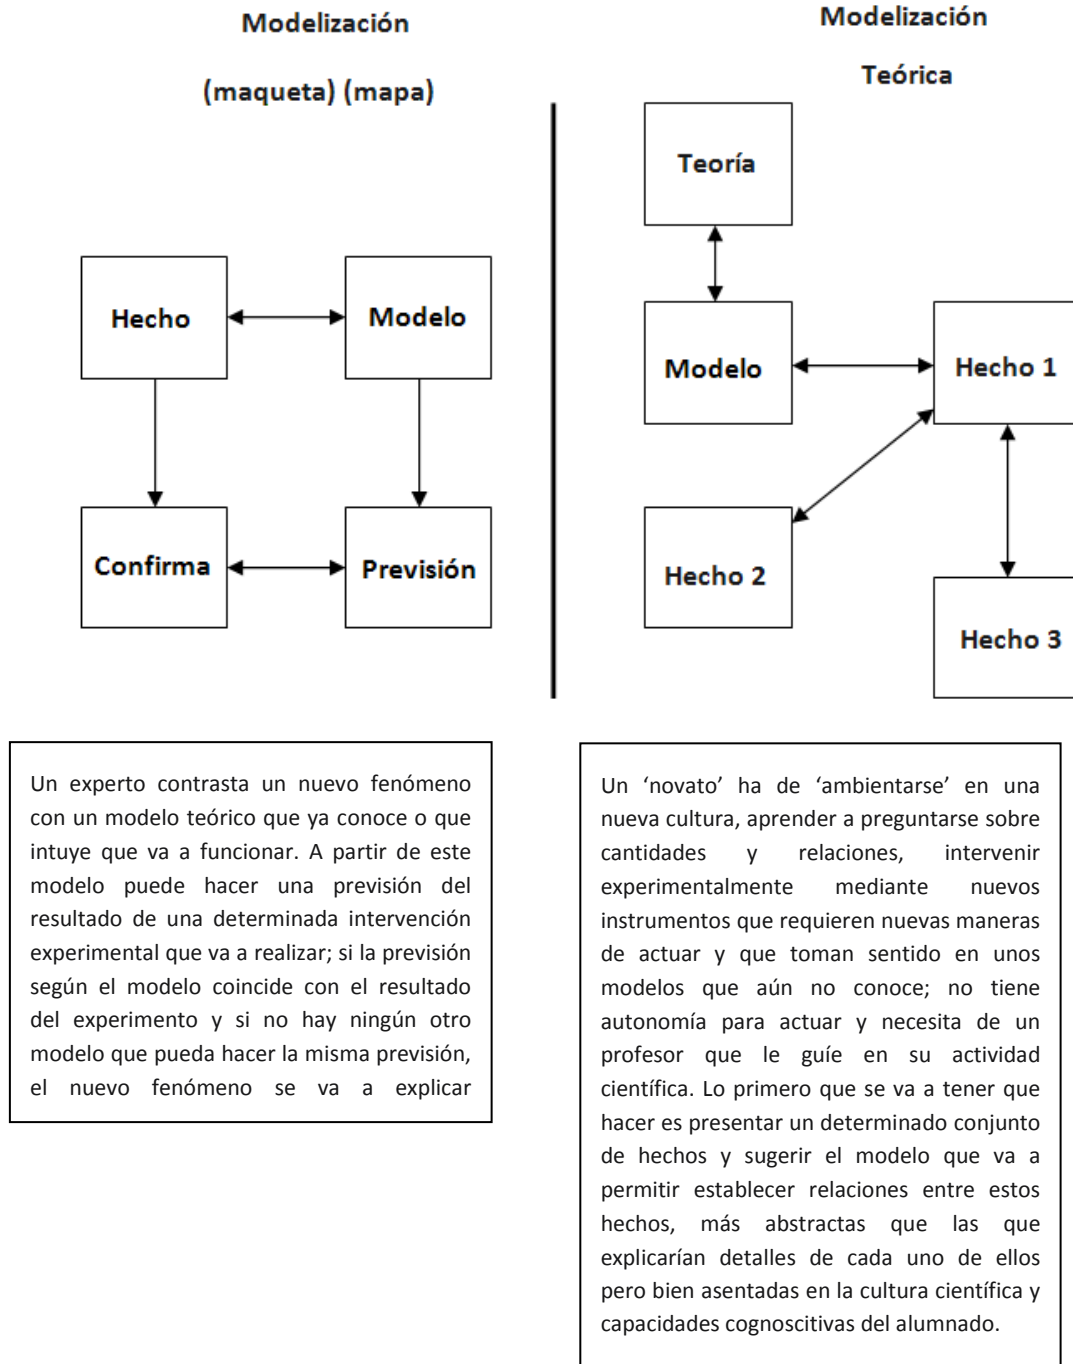 Modelización
(maqueta) (mapa)
Hecho
Modelo
Confirma
Previsión
Un experto contrasta un nuevo fenómeno
con un modelo teórico que ya conoce o que
intuye que va a funcionar. A partir de este
modelo puede hacer una previsión del
resultado de una determinada intervención
experimental que va a realizar; si la previsión
según el modelo coincide con el resultado
del experimento y si no hay ningún otro
modelo que pueda hacer la misma previsión,
el nuevo fenómeno se va a explicar
Modelización
Teórica
Teoría
Modelo
Hecho 1
Hecho 2
Hecho 3
Un ‘novato’ ha de ‘ambientarse’ en una
nueva cultura, aprender a preguntarse sobre
cantidades y relaciones, intervenir
experimentalmente mediante nuevos
instrumentos que requieren nuevas maneras
de actuar y que toman sentido en unos
modelos que aún no conoce; no tiene
autonomía para actuar y necesita de un
profesor que le guíe en su actividad
científica. Lo primero que se va a tener que
hacer es presentar un determinado conjunto
de hechos y sugerir el modelo que va a
permitir establecer relaciones entre estos
hechos, más abstractas que las que
explicarían detalles de cada uno de ellos
pero bien asentadas en la cultura científica y
capacidades cognoscitivas del alumnado.